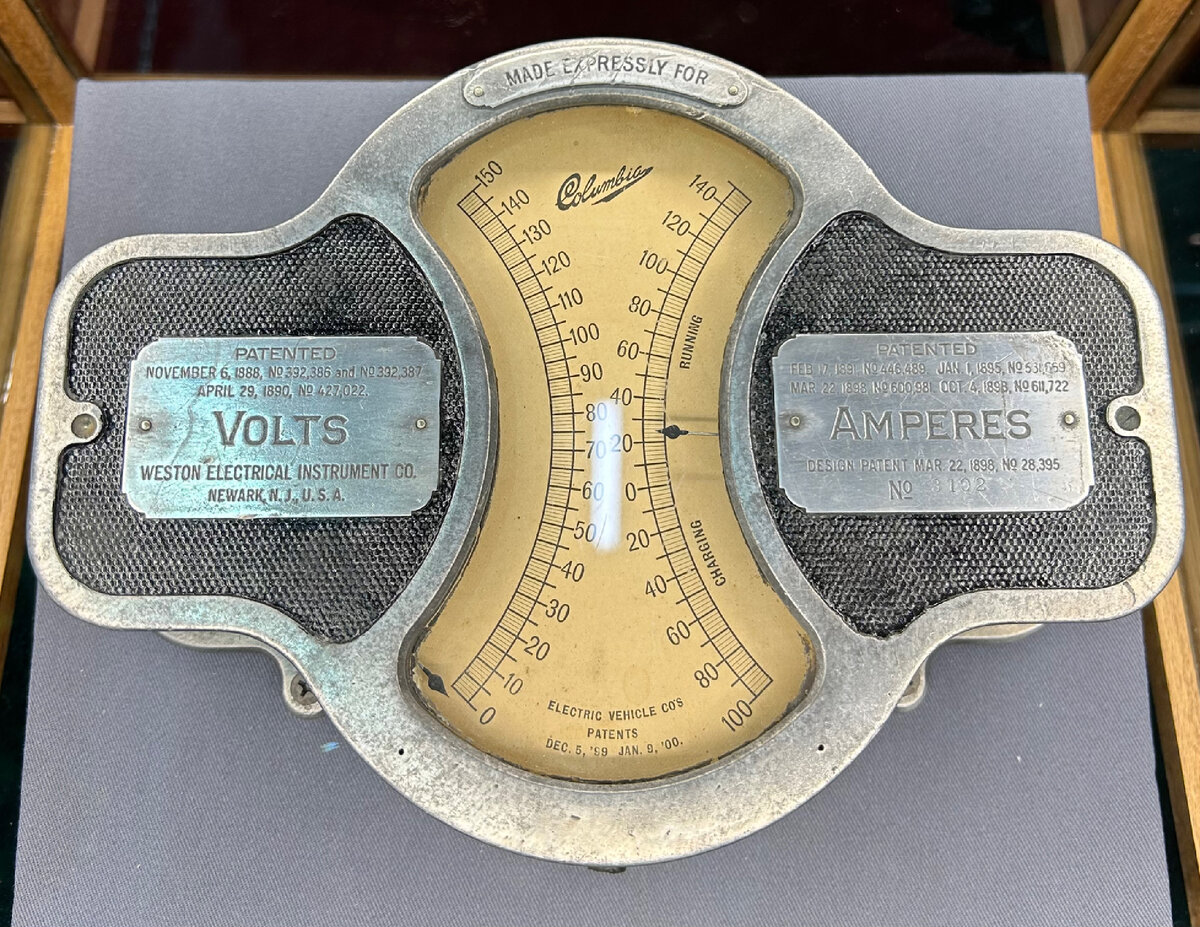 MADE EXPRESSLY FOR
Columbia
150
140
130
120
110
100
90
80
70
60
50
40
30
20
10
0
140
120
100
80
60
40
20
0
20
40
60
80
100
RUNNING
CHARGING
ELECTRIC VEHICLE CO'S
PATENTS
DEC. 5, '99 JAN. 9, '00.
PATENTED
NOVEMBER 6, 1888, NO 392,386 and NO 392,387
APRIL 29, 1890, NO 427,022.
VOLTS
WESTON ELECTRICAL INSTRUMENT CO.
NEWARK, N.J., U.S.A.
PATENTED
FEB 17, 1891, NO 446,489. JAN. 1, 1895, NO
MAR 22 1898 NO OCT. 4, 1898, NO 611,722
AMPERES
DESIGN PATENT MAR. 22, 1898, NO 28,395
NO